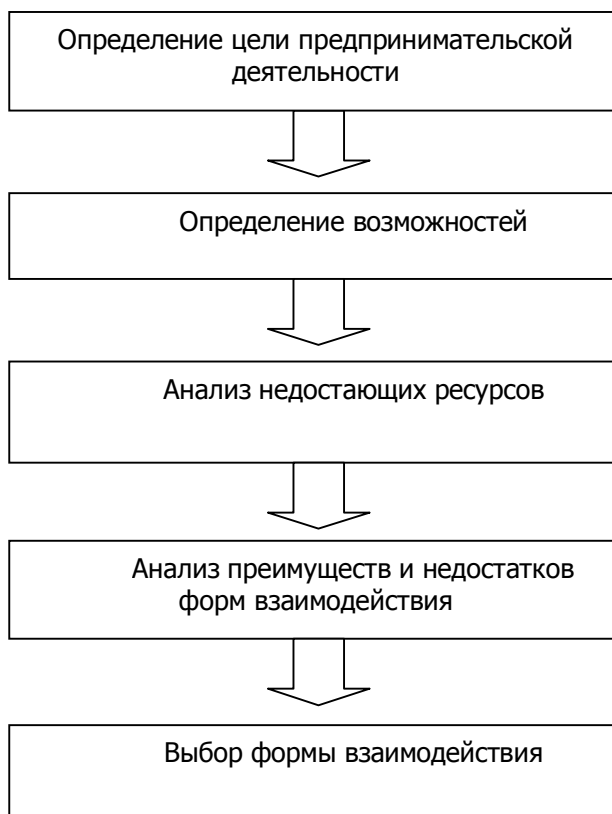 Определение цели предпринимательской
деятельности
Определение возможностей
Анализ недостающих ресурсов
Анализ преимуществ и недостатков
форм взаимодействия
Выбор формы взаимодействия